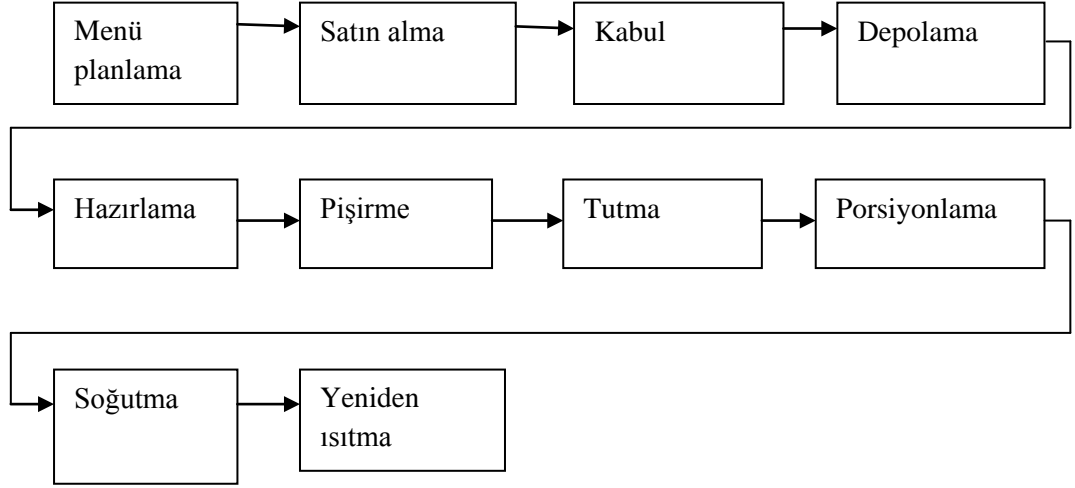 Menü
planlama
Satın alma
Kabul
Depolama
Hazırlama
Pişirme
Tutma
Porsiyonlama
Soğutma
Yeniden
ısıtma